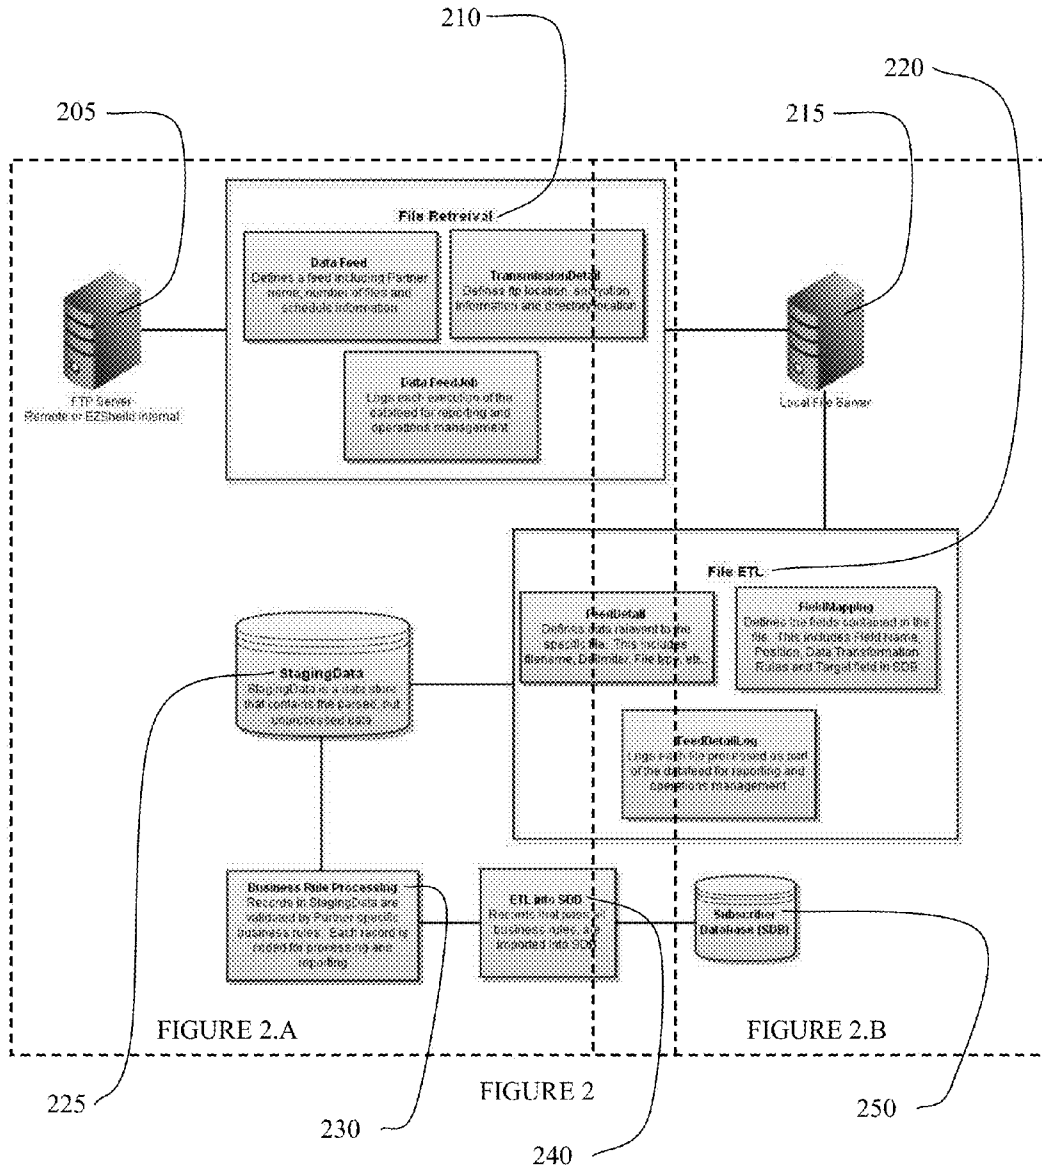 210
220
205
215
File Retreival
Data Feed
Defines a feed including Partner
name, number of files and
schedule information
TransmissionDetail
Defines ftp location, encryption
information and directory location
Data FeedJob
Logs each execution of the
datafeed for reporting and
operations management
FTP Server
Remote or EZShield Internal
Local File Server
File ETL
FeedDetail
Defines data relevent to the
specific file. This includes
filename, Delimiter, File type, etc.
FieldMapping
Defines the fields contained in the
file. This includes Field Name,
Position, Data Transformation
Rules and Target field in SDB
FeedDetailLog
Logs each file processed as part
of the datafeed for reporting and
operations management
StagingData
StagingData is a data store
that contains the parsed, but
unprocessed data
Business Rule Processing
Records in StagingData are
validated by Partner specific
business rules. Each record is
coded for processing and
reporting
ETL into SDB
Records that pass
business rules, are
imported into SDB
Subscriber
Database (SDB)
FIGURE 2.A
FIGURE 2.B
FIGURE 2
225
230
240
250